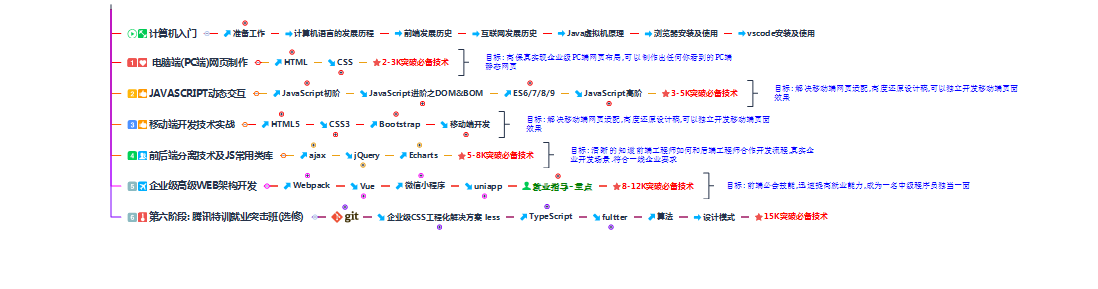 计算机入门 准备工作 计算机语言的发展历程 前端发展历史 互联网发展历史 Java虚拟机原理 浏览器安装及使用 vscode安装及使用
1 电脑端(PC端)网页制作 HTML CSS 2-3K突破必备技术 目标：高保真实现企业级PC端网页布局,可以制作出任何你看到的PC端
静态网页
2 JAVASCRIPT动态交互 JavaScript初阶 JavaScript进阶之DOM&BOM ES6/7/8/9 JavaScript高阶 3-5K突破必备技术 目标：解决移动端网页适配,高度还原设计稿,可以独立开发移动端页面
效果
3 移动端开发技术实战 HTML5 CSS3 Bootstrap 移动端开发 目标：解决移动端网页适配,高度还原设计稿,可以独立开发移动端页面
效果
4 前后端分离技术及JS常用类库 ajax jQuery Echarts 5-8K突破必备技术 目标：清晰的知道前端工程师如何和后端工程师合作开发流程,真实企
业开发场景,符合一线企业要求
5 企业级高级WEB架构开发 Webpack Vue 微信小程序 uniapp 就业指导-重点 8-12K突破必备技术 目标：前端必会技能,迅速提高就业能力,成为一名中级程序员独当一面
6 第六阶段: 腾讯特训就业突击班(选修) git 企业级CSS工程化解决方案 less TypeScript fultter 算法 设计模式 15K突破必备技术